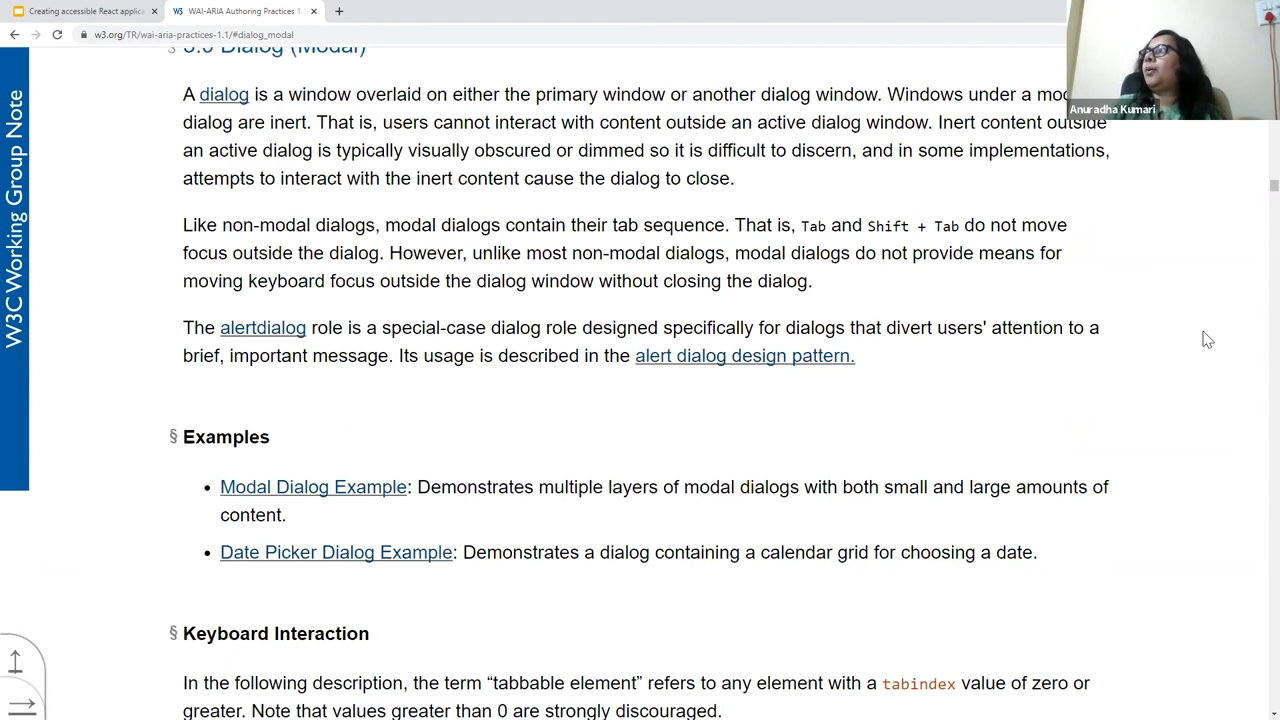 Creating accessible React applic
WAI-ARIA Authoring Practices 1.
w3.org/TR/wai-aria-practices-1.1/#dialog_modal
Anuradha Kumari
W3C Working Group Note
§ 3.9 Dialog (Modal)
A dialog is a window overlaid on either the primary window or another dialog window. Windows under a
dialog are inert. That is, users cannot interact with content outside an active dialog window. Inert content outside
an active dialog is typically visually obscured or dimmed so it is difficult to discern, and in some implementations,
attempts to interact with the inert content cause the dialog to close.
Like non-modal dialogs, modal dialogs contain their tab sequence. That is, Tab and Shift + Tab do not move
focus outside the dialog. However, unlike most non-modal dialogs, modal dialogs do not provide means for
moving keyboard focus outside the dialog window without closing the dialog.
The alertdialog role is a special-case dialog role designed specifically for dialogs that divert users' attention to a
brief, important message. Its usage is described in the alert dialog design pattern.
§ Examples
• Modal Dialog Example: Demonstrates multiple layers of modal dialogs with both small and large amounts of
content.
• Date Picker Dialog Example: Demonstrates a dialog containing a calendar grid for choosing a date.
§ Keyboard Interaction
In the following description, the term “tabbable element” refers to any element with a tabindex value of zero or
greater. Note that values greater than 0 are strongly discouraged.